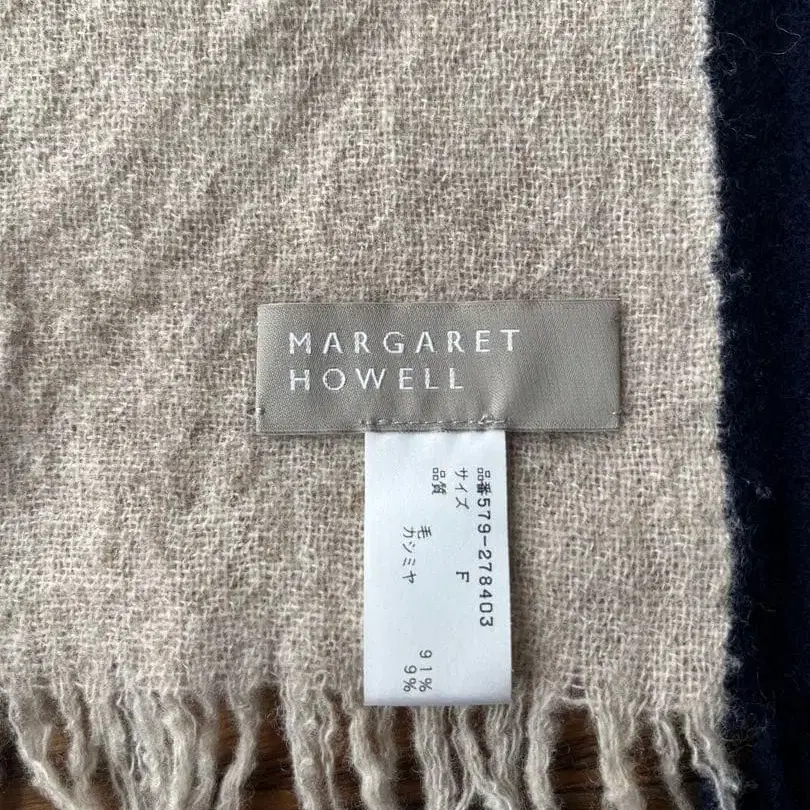 MARGARET
HOWELL
品番579-278403
サイズ F
品質
毛 91%
カシミヤ 9%